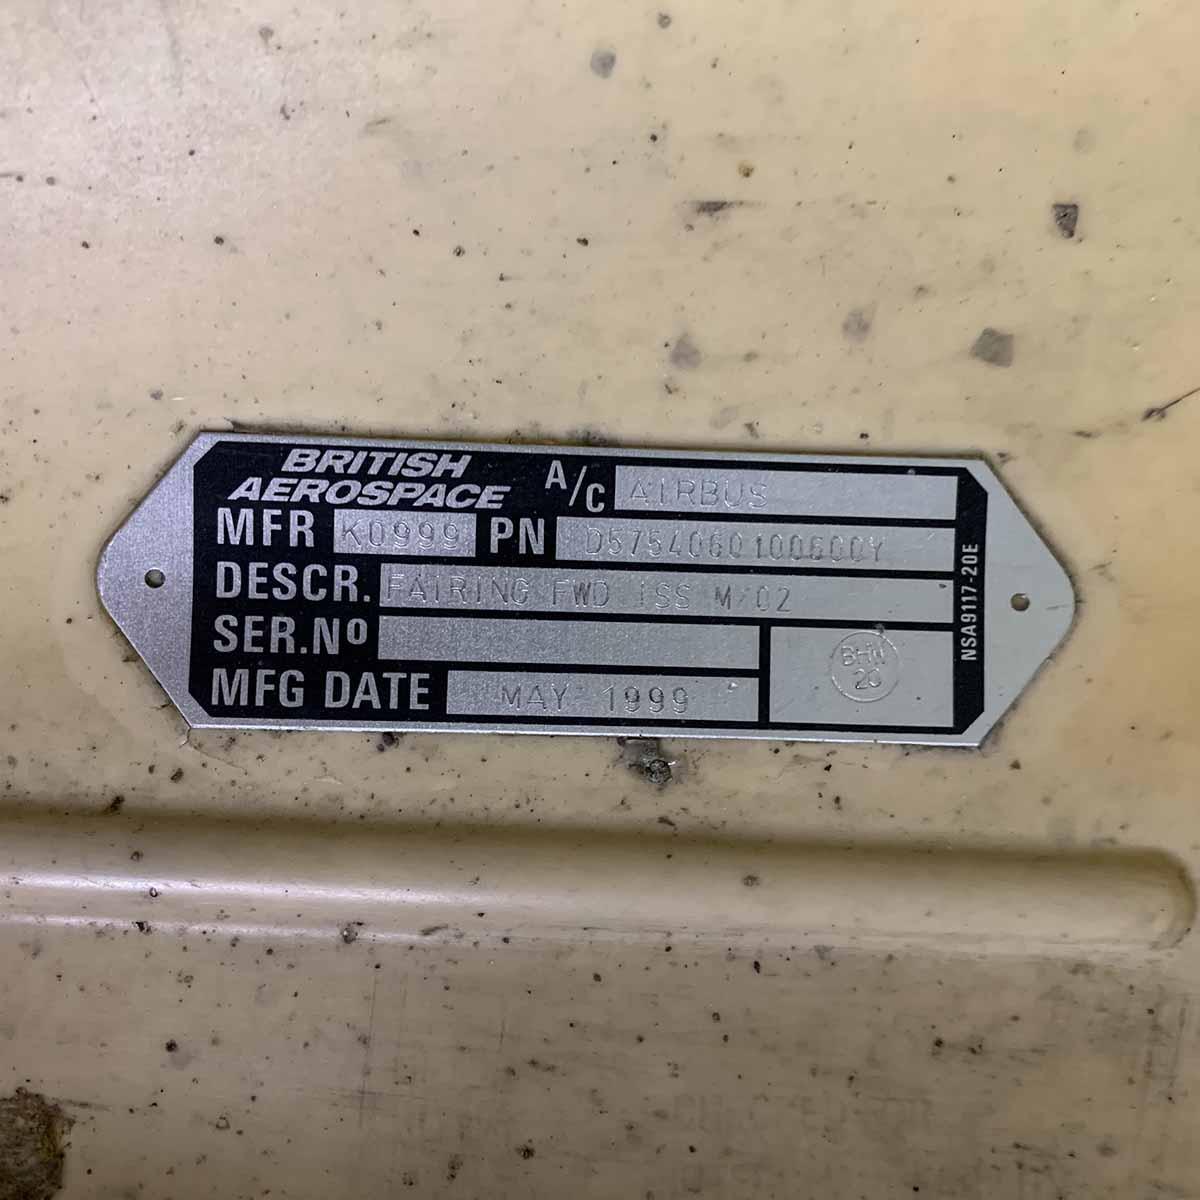 BRITISH
AEROSPACE
A/C AIRBUS
MFR K0999 PN D5754060100600Y
DESCR. FAIRING FWD ISS M/02
SER.Nº
MFG DATE MAY 1999
BHW
20
NSA9117-20E